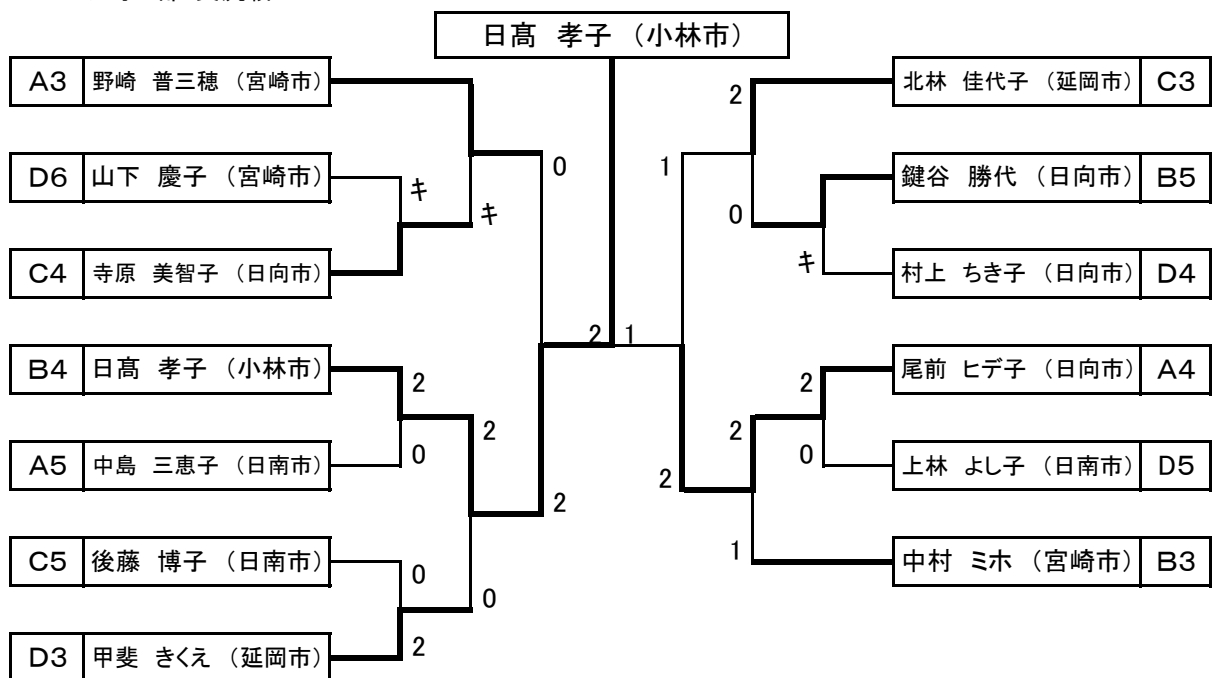 日髙 孝子 （小林市）
A3 野崎 普三穂 （宮崎市）
D6 山下 慶子 （宮崎市）
C4 寺原 美智子 （日向市）
B4 日髙 孝子 （小林市）
A5 中島 三恵子 （日南市）
C5 後藤 博子 （日南市）
D3 甲斐 きくえ （延岡市）
キ
キ
0
2
0
2
2
0
0
2
2 1
2
1
0
キ
2
2
0
2
1
北林 佳代子 （延岡市） C3
鍵谷 勝代 （日向市） B5
村上 ちき子 （日向市） D4
尾前 ヒデ子 （日向市） A4
上林 よし子 （日南市） D5
中村 ミホ （宮崎市） B3